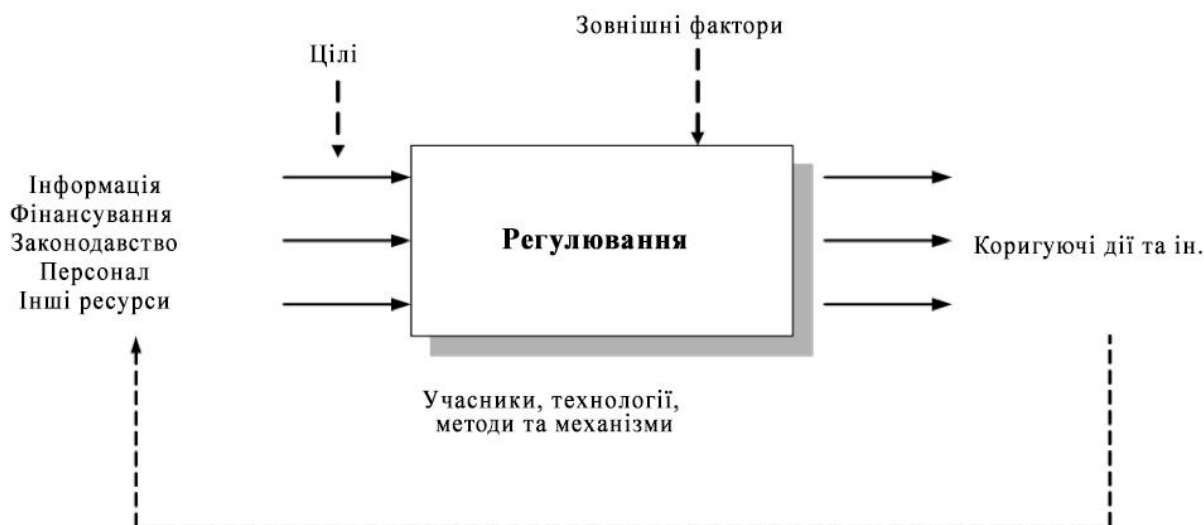 Зовнішні фактори
Цілі
Інформація
Фінансування
Законодавство
Персонал
Інші ресурси
Регулювання
Коригуючі дії та ін.
Учасники, технології,
методи та механізми